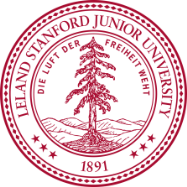 LELAND STANFORD JUNIOR UNIVERSITY
DIE LUFT DER FREIHEIT WEHT
1891